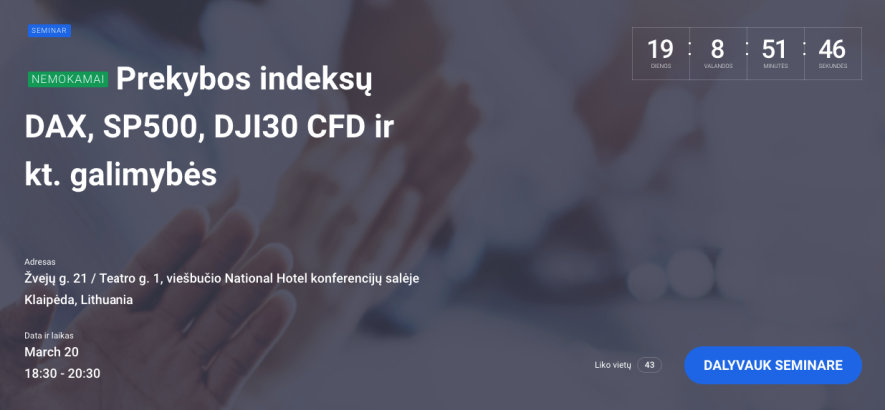 SEMINAR
19 : 8 : 51 : 46
DIENOS VALANDOS MINUTĖS SEKUNDĖS
NEMOKAMAI Prekybos indeksų
DAX, SP500, DJI30 CFD ir
kt. galimybės
Adresas
Žvejų g. 21 / Teatro g. 1, viešbučio National Hotel konferencijų salėje
Klaipėda, Lithuania
Data ir laikas
March 20
18:30 - 20:30
Liko vietų 43
DALYVAUK SEMINARE